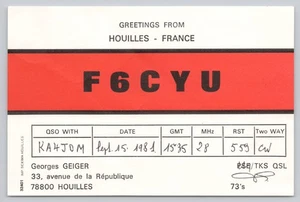 GREETINGS FROM
HOUILLES - FRANCE
F6CYU
QSO WITH DATE GMT MHz RST Two WAY
KA4JOM Sept. 15. 1981 1535 28 559 CW
Georges GEIGER PSE/TKS QSL
33, avenue de la République
78800 HOUILLES 73's